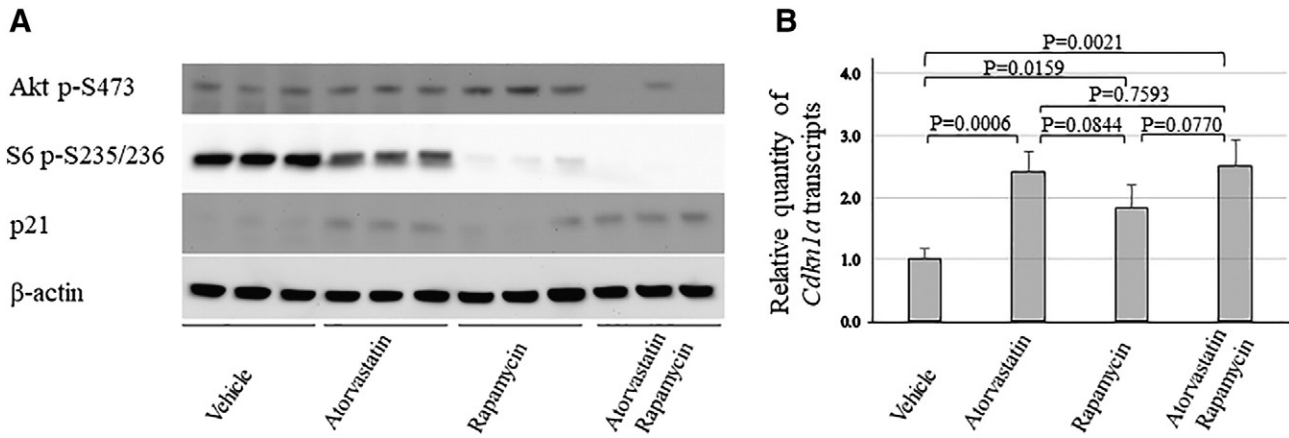 A
Akt p-S473
S6 p-S235/236
p21
β-actin
Vehicle
Atorvastatin
Rapamycin
Atorvastatin
Rapamycin
B
P=0.0021
P=0.0159
P=0.7593
P=0.0006
P=0.0844
P=0.0770
Relative quantity of
Cdkn1a transcripts
4.0
3.0
2.0
1.0
0.0
Vehicle
Atorvastatin
Rapamycin
Atorvastatin
Rapamycin